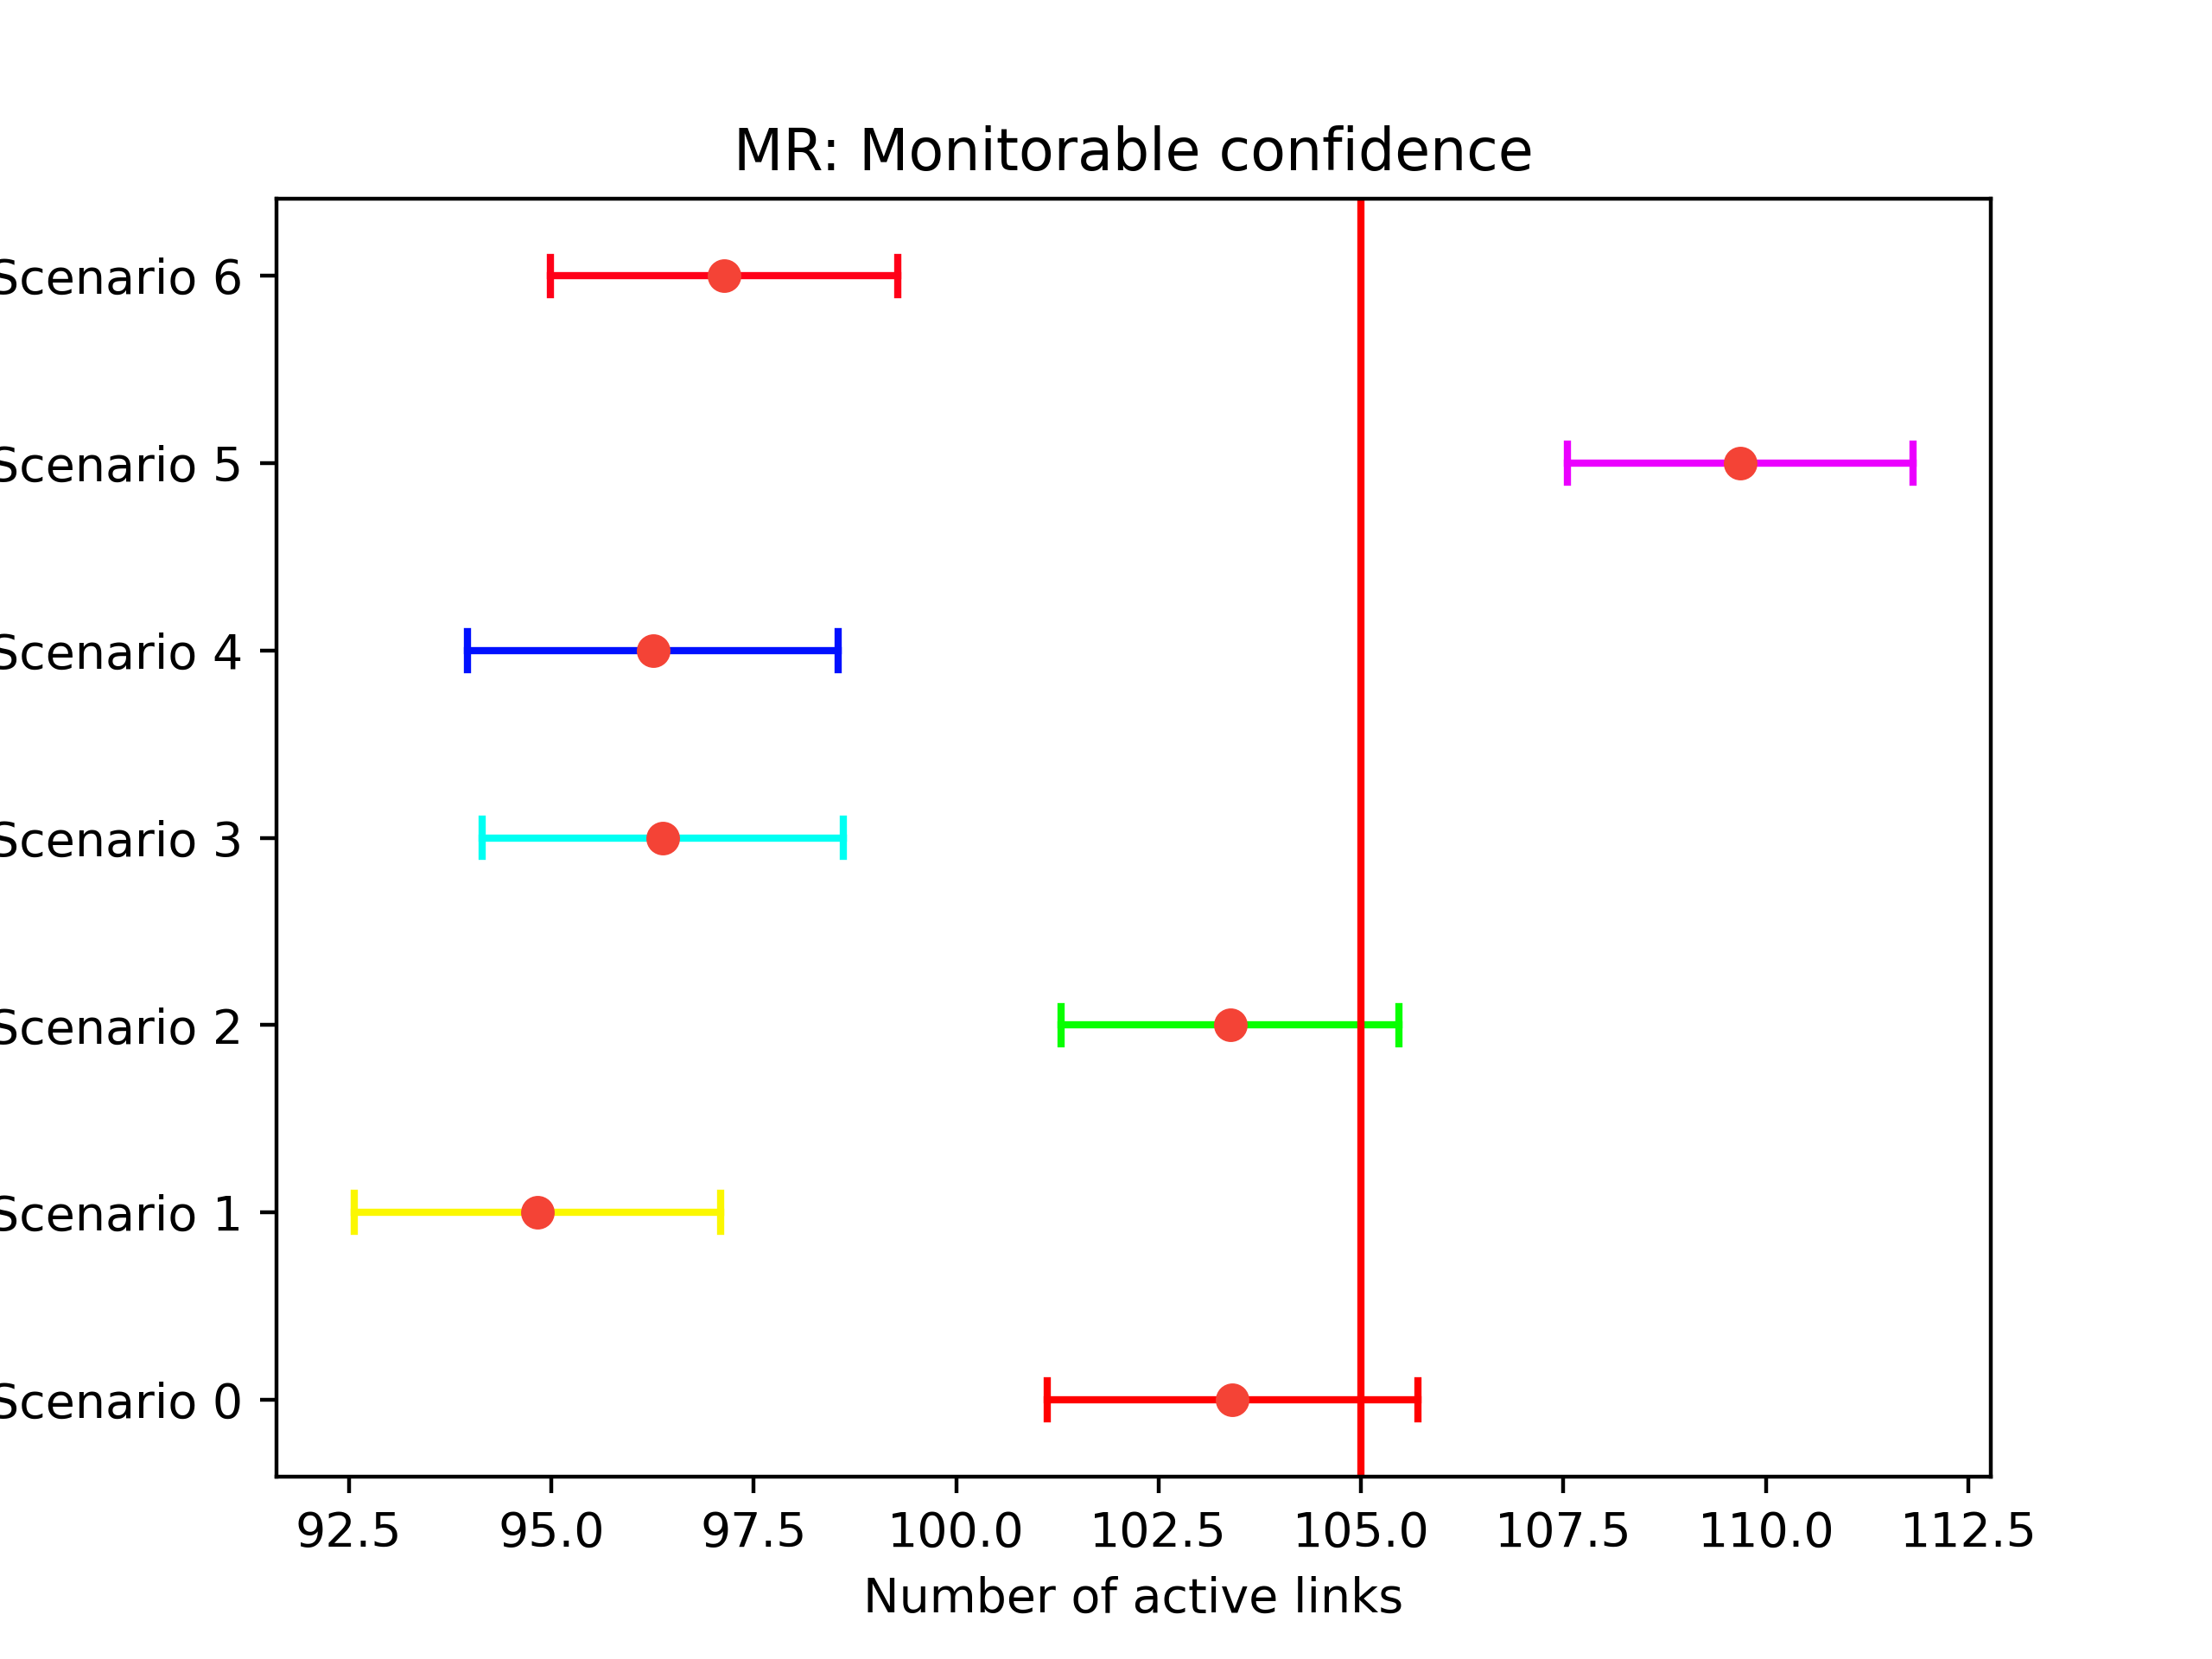 MR: Monitorable confidence
Scenario 6
Scenario 5
Scenario 4
Scenario 3
Scenario 2
Scenario 1
Scenario 0
92.5 95.0 97.5 100.0 102.5 105.0 107.5 110.0 112.5
Number of active links